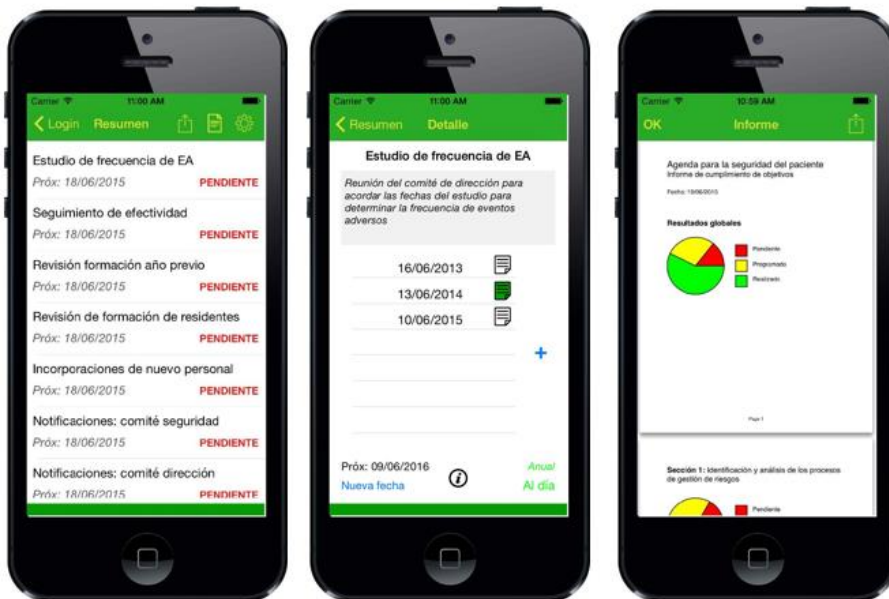 Carrier 11:00 AM
Login Resumen
Estudio de frecuencia de EA
Próx: 18/06/2015 PENDIENTE
Seguimiento de efectividad
Próx: 18/06/2015 PENDIENTE
Revisión formación año previo
Próx: 18/06/2015 PENDIENTE
Revisión de formación de residentes
Próx: 18/06/2015 PENDIENTE
Incorporaciones de nuevo personal
Próx: 18/06/2015 PENDIENTE
Notificaciones: comité seguridad
Próx: 18/06/2015 PENDIENTE
Notificaciones: comité dirección
Próx: 18/06/2015 PENDIENTE
Carrier 11:00 AM
Resumen Detalle
Estudio de frecuencia de EA
Reunión del comité de dirección para
acordar las fechas del estudio para
determinar la frecuencia de eventos
adversos
16/06/2013
13/06/2014
10/06/2015
+
Próx: 09/06/2016 Anual
Nueva fecha i Al día
Carrier 10:59 AM
OK Informe
Agenda para la seguridad del paciente
Informe de cumplimiento de objetivos
Fecha: 19/06/2015
Resultados globales
Pendiente
Programado
Realizado
Page 1
Sección 1: Identificación y análisis de los procesos
de gestión de riesgos
Pendiente